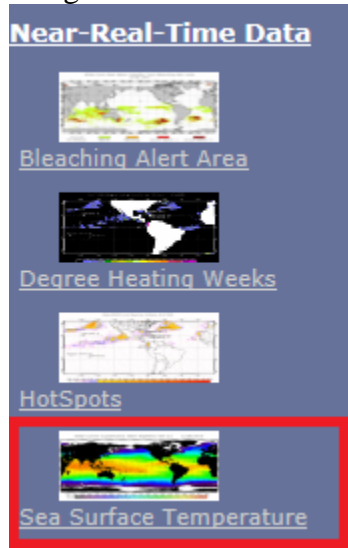 Near-Real-Time Data
Bleaching Alert Area
Degree Heating Weeks
HotSpots
Sea Surface Temperature